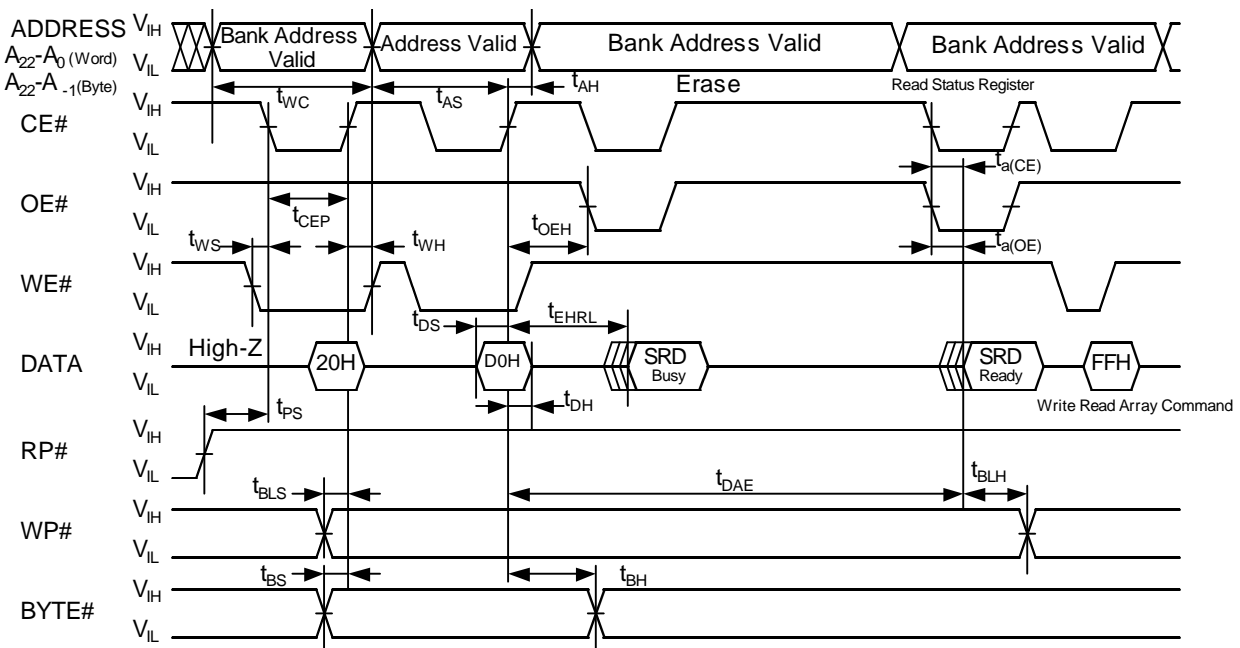 ADDRESS VIH Bank Address Valid Address Valid Bank Address Valid Bank Address Valid
A22-A0 (Word) VIL
A22-A -1(Byte) tWC tAS tAH Erase Read Status Register
CE# VIH
VIL ta(CE)
OE# VIH
VIL tCEP tOEH
tWS tWH ta(OE)
WE# VIH
VIL tDS tEHRL
DATA VIH High-Z 20H D0H SRD Busy SRD Ready FFH
VIL
tPS tDH Write Read Array Command
RP# VIH
VIL
tBLS tDAE tBLH
WP# VIH
VIL
tBS tBH
BYTE# VIH
VIL